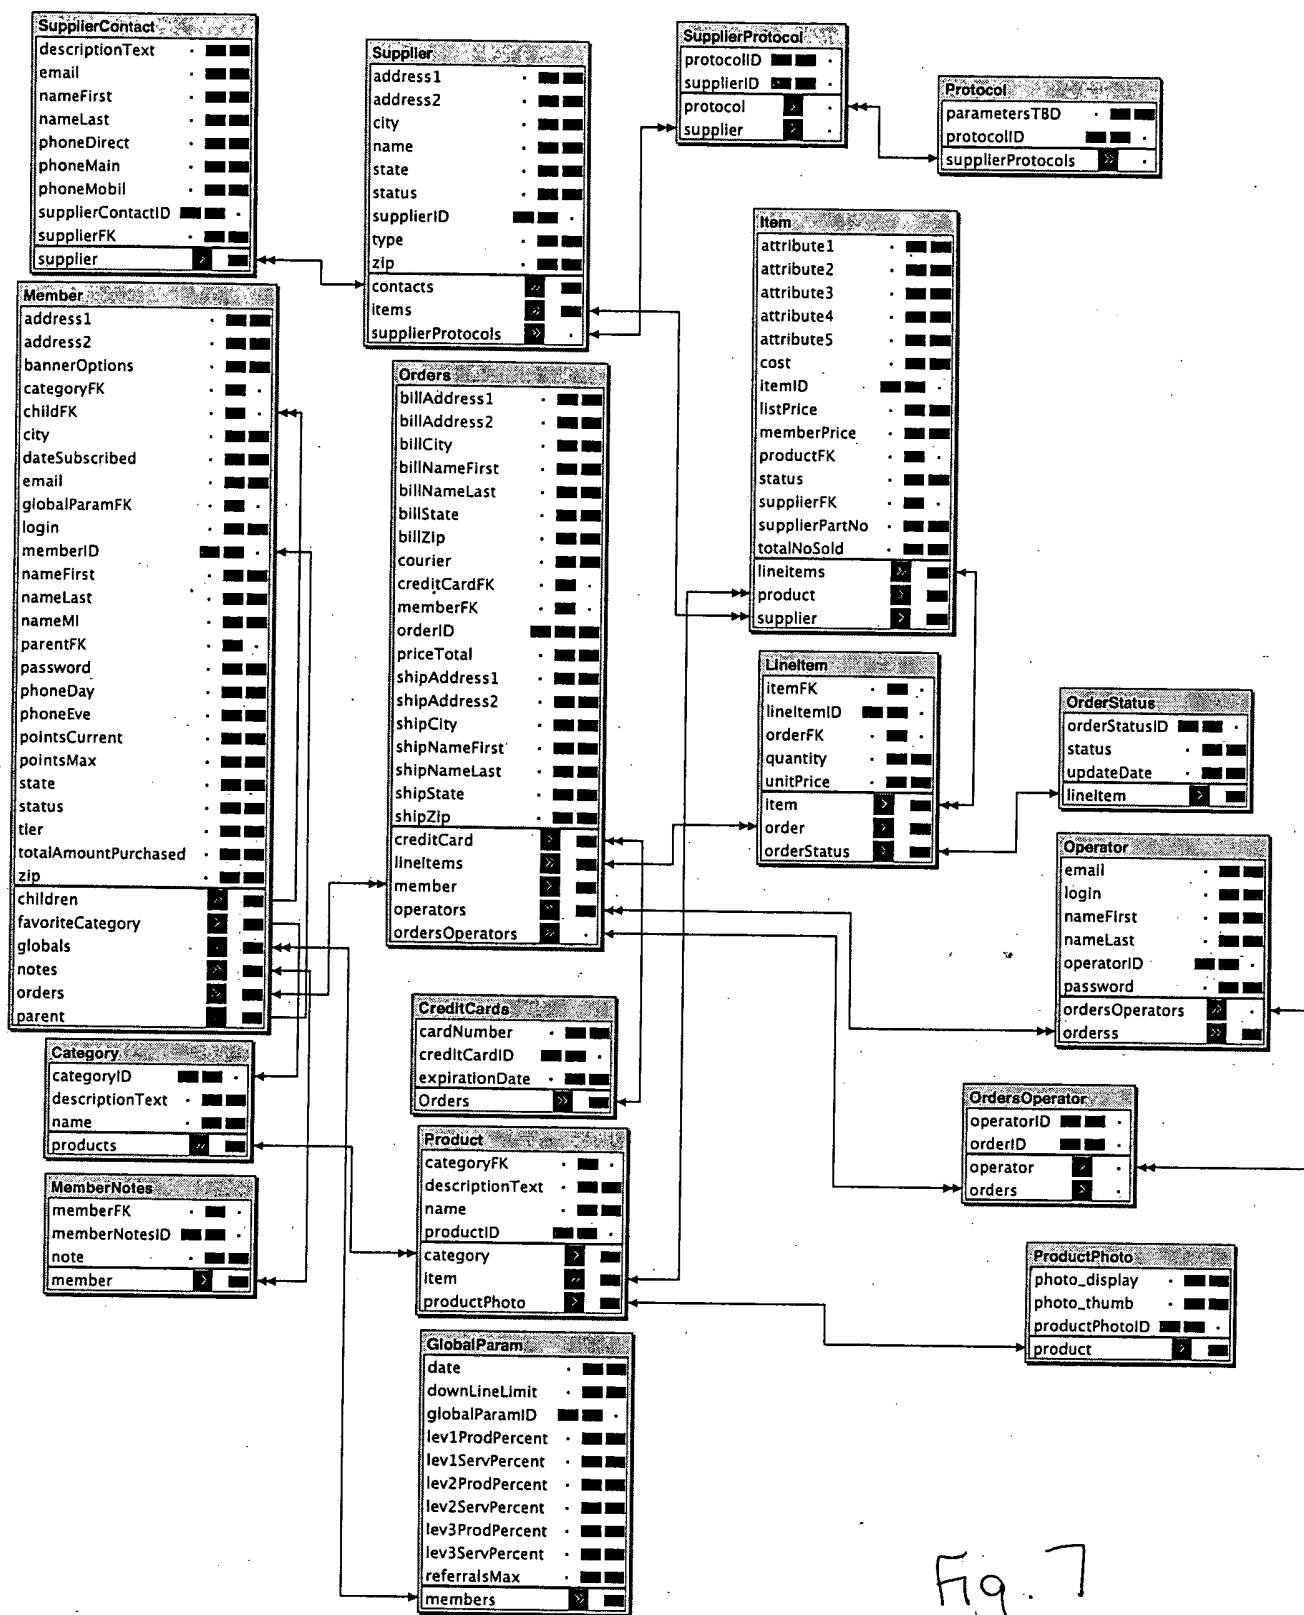 SupplierContact
descriptionText
email
nameFirst
nameLast
phoneDirect
phoneMain
phoneMobil
supplierContactID
supplierFK
supplier
Supplier
address1
address2
city
name
state
status
supplierID
type
zip
contacts
items
supplierProtocols
SupplierProtocol
protocolID
supplierID
protocol
supplier
Protocol
parametersTBD
protocolID
supplierProtocols
Member
address1
address2
bannerOptions
categoryFK
childFK
city
dateSubscribed
email
globalParamFK
login
memberID
nameFirst
nameLast
nameMI
parentFK
password
phoneDay
phoneEve
pointsCurrent
pointsMax
state
status
tier
totalAmountPurchased
zip
children
favoriteCategory
globals
notes
orders
parent
Orders
billAddress1
billAddress2
billCity
billNameFirst
billNameLast
billState
billZip
courier
creditCardFK
memberFK
orderID
priceTotal
shipAddress1
shipAddress2
shipCity
shipNameFirst
shipNameLast
shipState
shipZip
creditCard
lineItems
member
operators
ordersOperators
Item
attribute1
attribute2
attribute3
attribute4
attribute5
cost
itemID
listPrice
memberPrice
productFK
status
supplierFK
supplierPartNo
totalNoSold
lineitems
product
supplier
LineItem
itemFK
lineItemID
orderFK
quantity
unitPrice
item
order
orderStatus
OrderStatus
orderStatusID
status
updateDate
lineItem
Operator
email
login
nameFirst
nameLast
operatorID
password
ordersOperators
orderss
Category
categoryID
descriptionText
name
products
CreditCards
cardNumber
creditCardID
expirationDate
Orders
OrdersOperator
operatorID
orderID
operator
orders
MemberNotes
memberFK
memberNotesID
note
member
Product
categoryFK
descriptionText
name
productID
category
item
productPhoto
ProductPhoto
photo_display
photo_thumb
productPhotoID
product
GlobalParam
date
downLineLimit
globalParamID
lev1ProdPercent
lev1ServPercent
lev2ProdPercent
lev2ServPercent
lev3ProdPercent
lev3ServPercent
referralsMax
members
Fig. 7